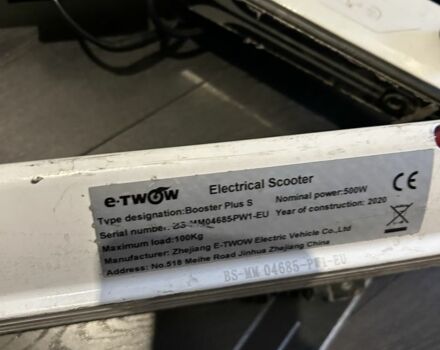 e-TWOW Electrical Scooter
Type designation:Booster Plus S Nominal power:500W
Serial number: BS-MM04685PW1-EU Year of construction: 2020
Maximum load:100Kg
Manufacturer: Zhejiang E-TWOW Electric Vehicle Co.,Ltd
Address: No.518 Meihe Road Jinhua Zhejiang China
CE
BS-MM 04685-PW1-EU